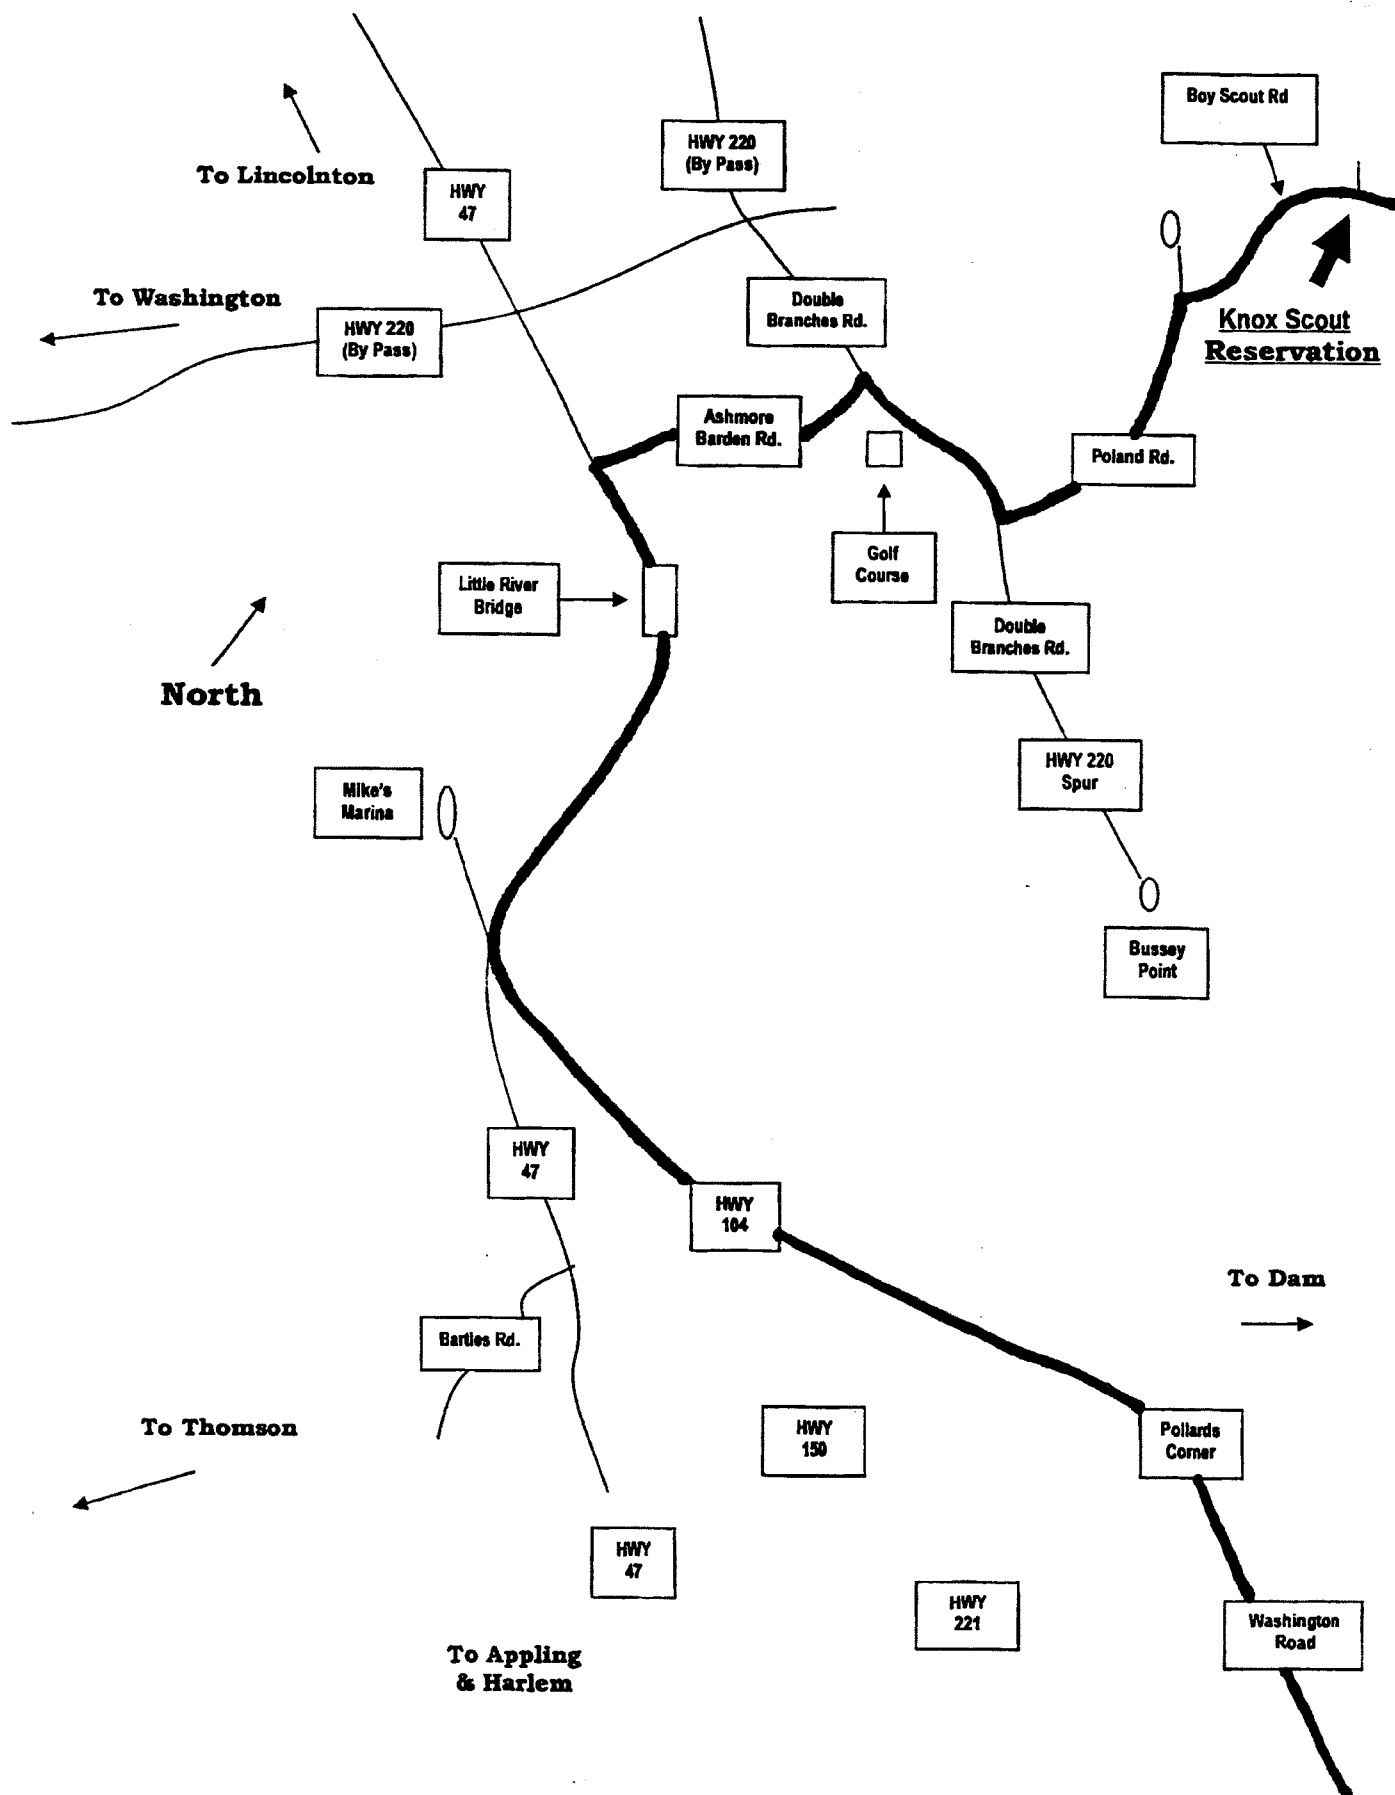 Boy Scout Rd
HWY 220
(By Pass)
To Lincolnton
HWY
47
To Washington
HWY 220
(By Pass)
Double
Branches Rd.
Knox Scout
Reservation
Ashmore
Barden Rd.
Poland Rd.
Golf
Course
Little River
Bridge
Double
Branches Rd.
North
HWY 220
Spur
Mike's
Marina
Bussey
Point
HWY
47
HWY
104
To Dam
Bartles Rd.
To Thomson
HWY
150
Pollards
Corner
HWY
47
HWY
221
Washington
Road
To Appling
& Harlem